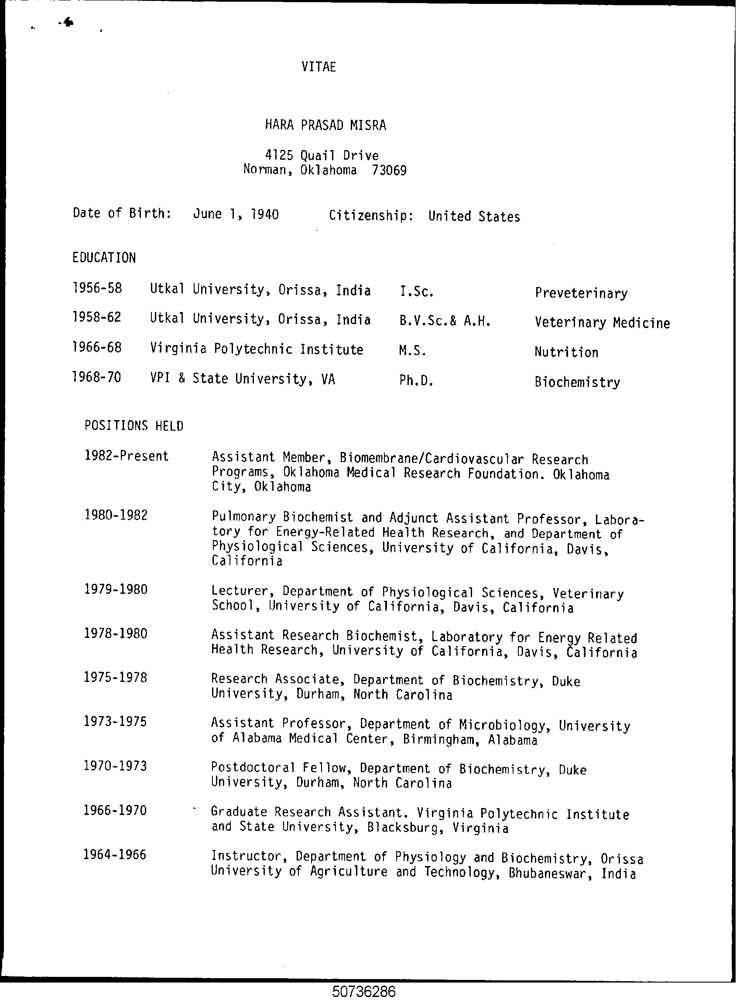 VITAE
HARA PRASAD MISRA
4125 Quail Drive
Norman, Oklahoma 73069
Date of Birth: June 1, 1940 Citizenship: United States
EDUCATION
1956-58 Utkal University, Orissa, India I.Sc. Preveterinary
1958-62 Utkal University, Orissa, India B.V.Sc.& A.H. Veterinary Medicine
1966-68 Virginia Polytechnic Institute M.S. Nutrition
1968-70 VPI & State University, VA Ph.D. Biochemistry
POSITIONS HELD
1982-Present Assistant Member, Biomembrane/Cardiovascular Research
Programs, Oklahoma Medical Research Foundation. Oklahoma
City, Oklahoma
1980-1982 Pulmonary Biochemist and Adjunct Assistant Professor, Labora-
tory for Energy-Related Health Research, and Department of
Physiological Sciences, University of California, Davis,
California
1979-1980 Lecturer, Department of Physiological Sciences, Veterinary
School, University of California, Davis, California
1978-1980 Assistant Research Biochemist, Laboratory for Energy Related
Health Research, University of California, Davis, California
1975-1978 Research Associate, Department of Biochemistry, Duke
University, Durham, North Carolina
1973-1975 Assistant Professor, Department of Microbiology, University
of Alabama Medical Center, Birmingham, Alabama
1970-1973 Postdoctoral Fellow, Department of Biochemistry, Duke
University, Durham, North Carolina
1966-1970 Graduate Research Assistant. Virginia Polytechnic Institute
and State University, Blacksburg, Virginia
1964-1966 Instructor, Department of Physiology and Biochemistry, Orissa
University of Agriculture and Technology, Bhubaneswar, India
50736286